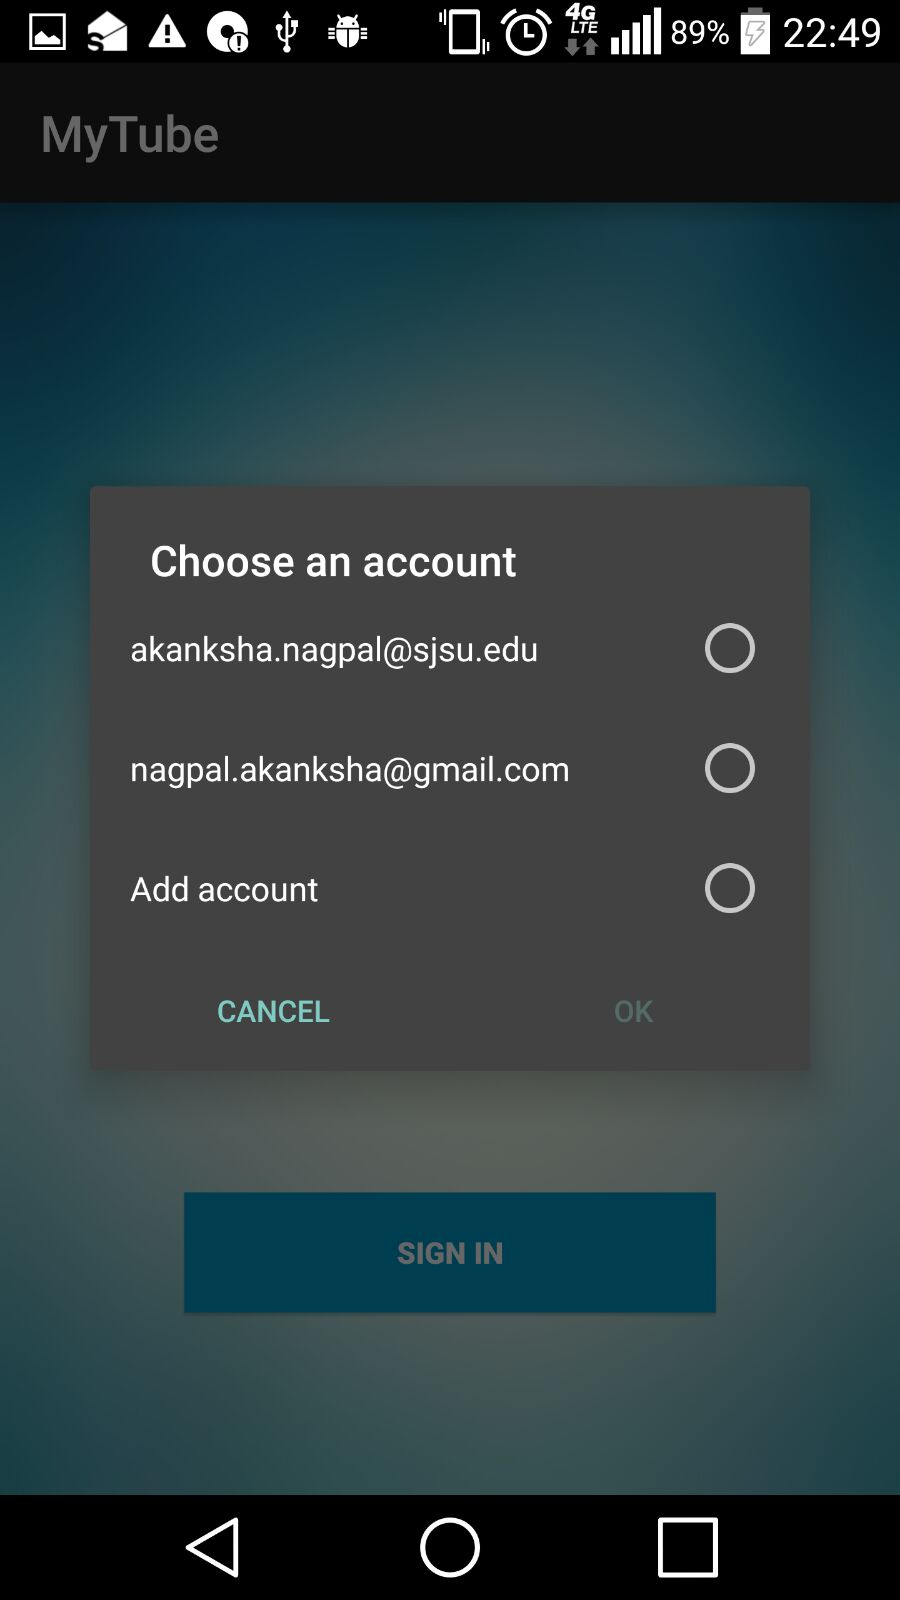 4G LTE 89% 22:49
MyTube
Choose an account
akanksha.nagpal@sjsu.edu
nagpal.akanksha@gmail.com
Add account
CANCEL OK
SIGN IN